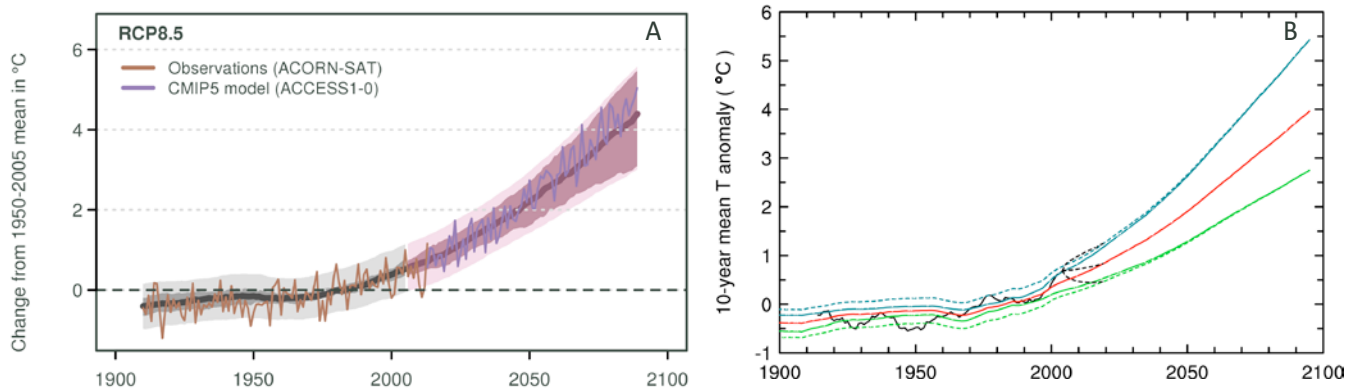 RCP8.5
A
Observations (ACORN-SAT)
CMIP5 model (ACCESS1-0)
Change from 1950-2005 mean in °C
6
4
2
0
1900 1950 2000 2050 2100
B
10-year mean T anomaly (°C)
6
5
4
3
2
1
0
-1
1900 1950 2000 2050 2100